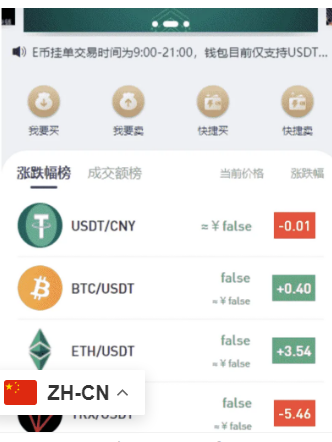 E币挂单交易时间为9:00-21:00，钱包目前仅支持USDT...
我要买 我要卖 快捷买 快捷卖
涨跌幅榜 成交额榜 当前价格 涨跌幅
USDT/CNY ≈ ¥ false -0.01
false
BTC/USDT +0.40
≈ ¥ false
false
ETH/USDT +3.54
≈ ¥ false
ZH-CN
false
TRX/USDT -5.46
≈ ¥ false